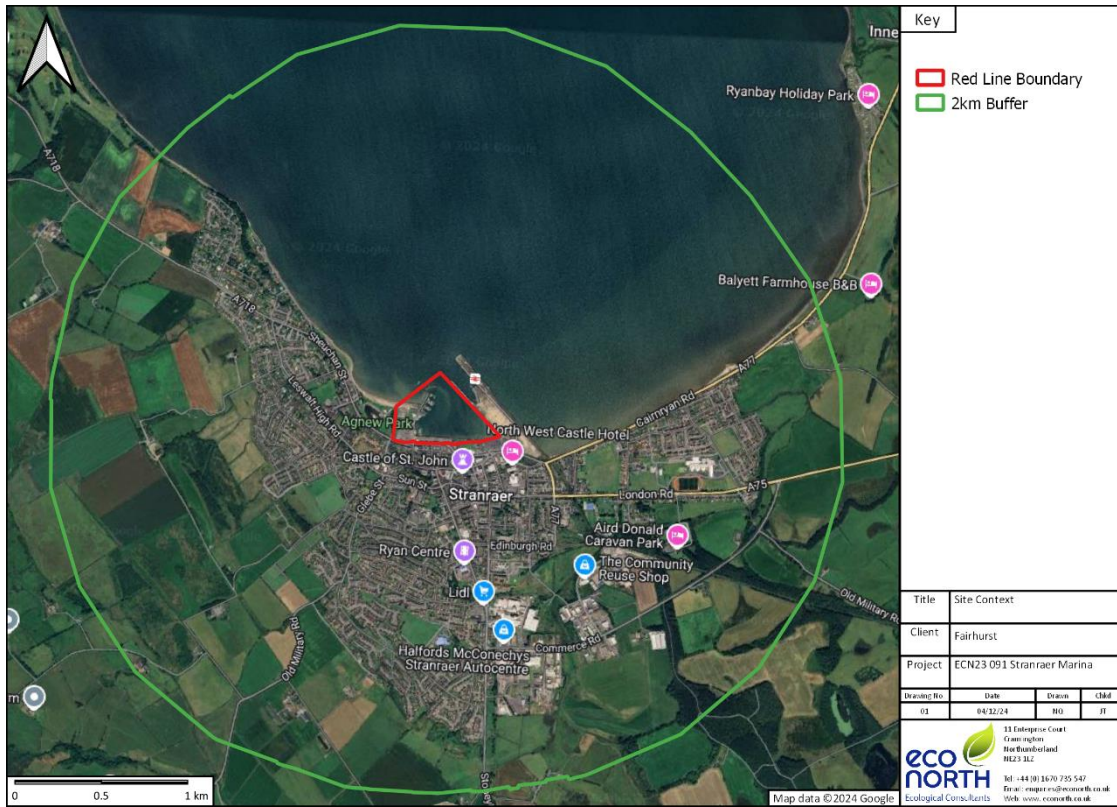 Key
Red Line Boundary
2km Buffer
Inne
Ryanbay Holiday Park
© 2024 Google
© 2024 Google
© 2024 Google
A718
Balyett Farmhouse B&B
A718
Sheuchan St
A77
Leswalt High Rd
Cairnryan Rd
Agnew Park
North West Castle Hotel
Castle of St. John
Sun St
Stranraer
London Rd
A75
Glebe St
A77
Aird Donald
Caravan Park
Edinburgh Rd
Ryan Centre
The Community
Reuse Shop
Lidl
Old Military Rd
Commerce Rd
Halfords McConechys
Stranraer Autocentre
Old Military Rd
m
0 0.5 1 km
Map data ©2024 Google
Title Site Context
Client Fairhurst
Project ECN23 091 Stranraer Marina
Drawing No Date Drawn Chkd
01 04/12/24 NO JT
eco
NORTH
Ecological Consultants
11 Enterprise Court
Cramlington
Northumberland
NE23 1LZ
Tel: +44 (0) 1670 735 547
Email: enquiries@econorth.co.uk
Web: www. econorth.co.uk